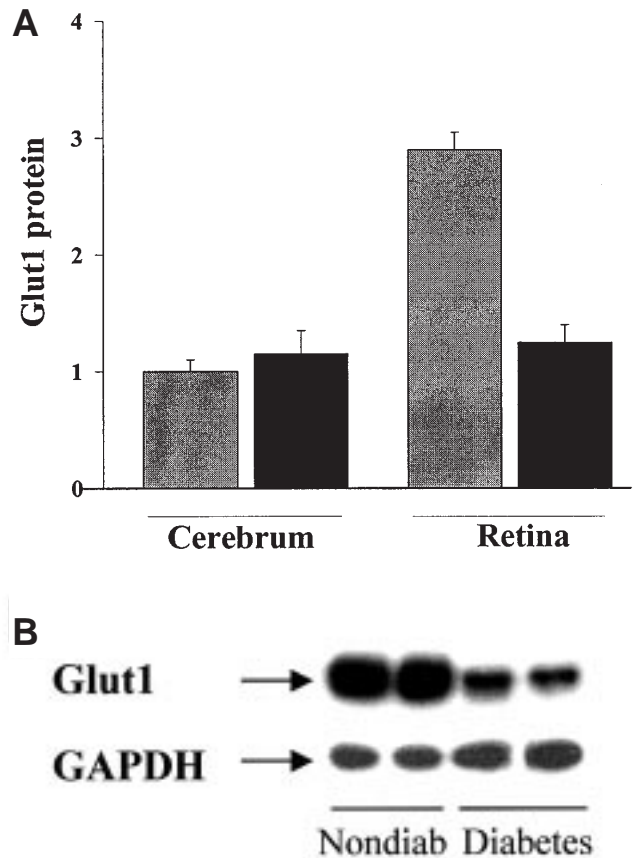 A
4
3
2
1
0
Glut1 protein
Cerebrum Retina
B
Glut1
GAPDH
Nondiab Diabetes